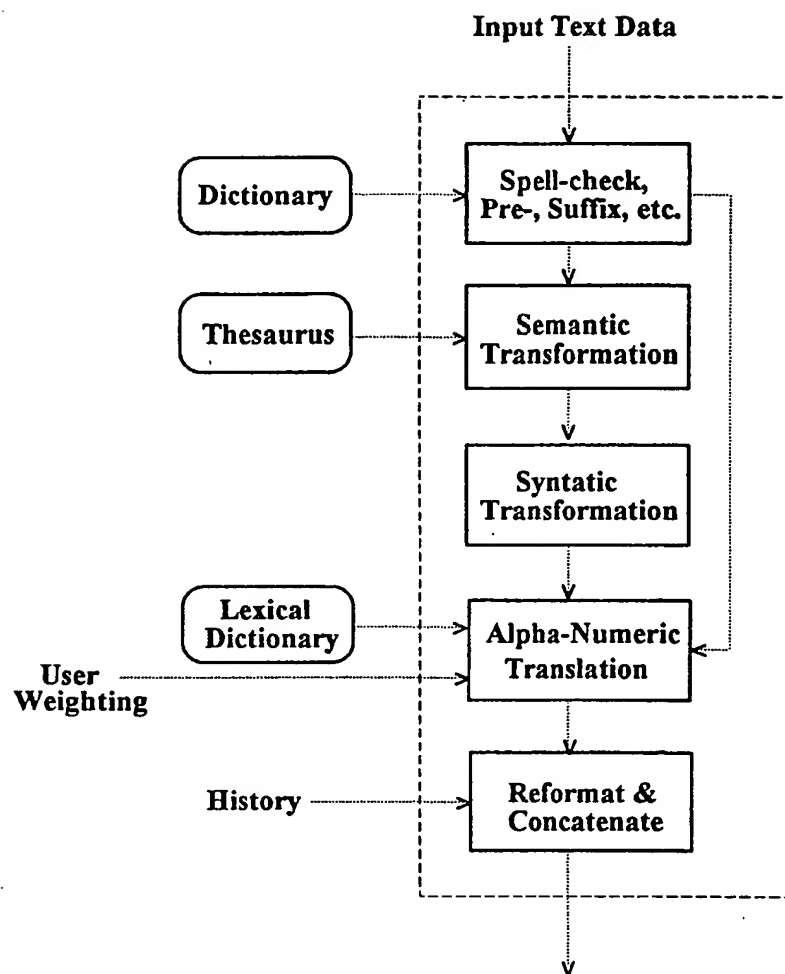 Input Text Data
Dictionary
Spell-check,
Pre-, Suffix, etc.
Thesaurus
Semantic
Transformation
Syntatic
Transformation
Lexical
Dictionary
Alpha-Numeric
Translation
User
Weighting
History
Reformat &
Concatenate